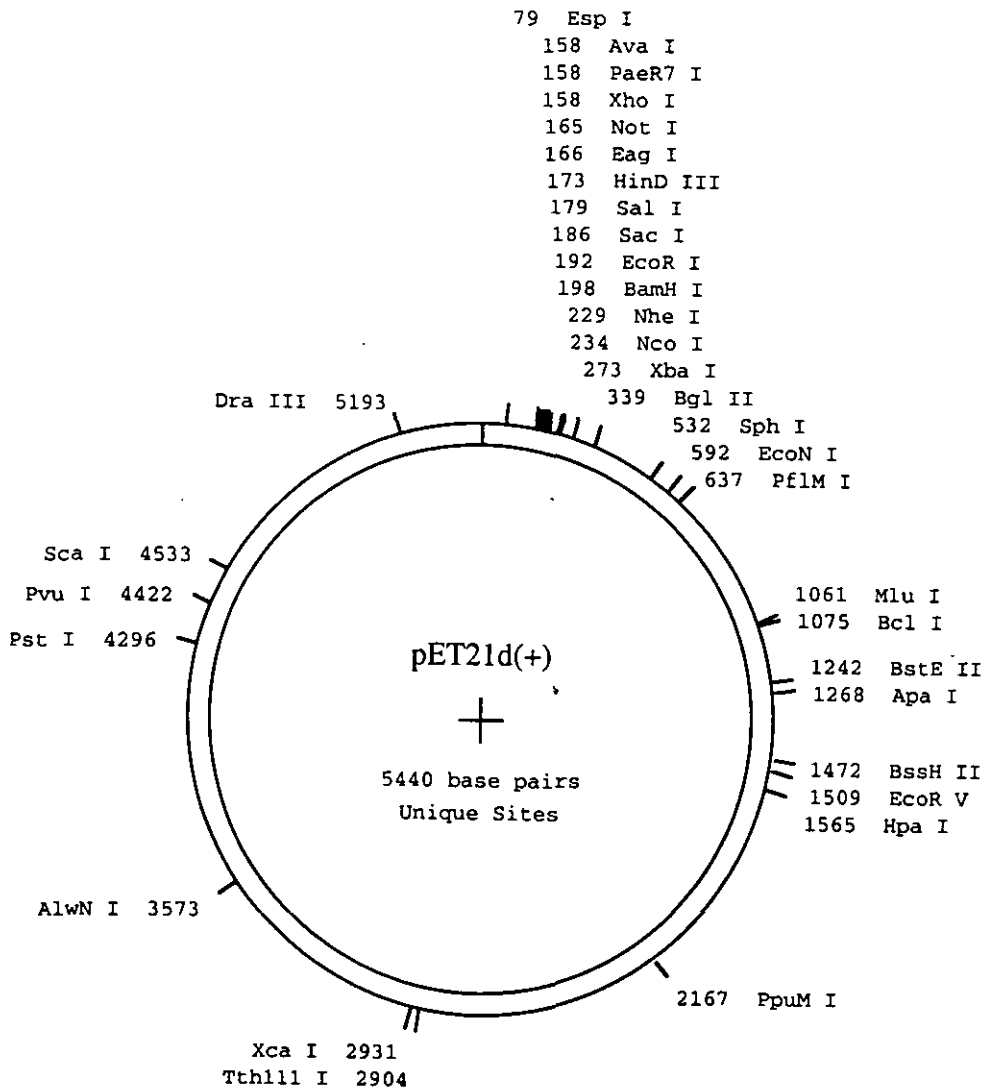 79 Esp I
158 Ava I
158 PaeR7 I
158 Xho I
165 Not I
166 Eag I
173 HinD III
179 Sal I
186 Sac I
192 EcoR I
198 BamH I
229 Nhe I
234 Nco I
273 Xba I
339 Bgl II
532 Sph I
592 EcoN I
637 PflM I
Dra III 5193
Sca I 4533
Pvu I 4422
Pst I 4296
1061 Mlu I
1075 Bcl I
1242 BstE II
1268 Apa I
pET21d(+)
5440 base pairs
Unique Sites
1472 BssH II
1509 EcoR V
1565 Hpa I
AlwN I 3573
2167 PpuM I
Xca I 2931
Tth111 I 2904